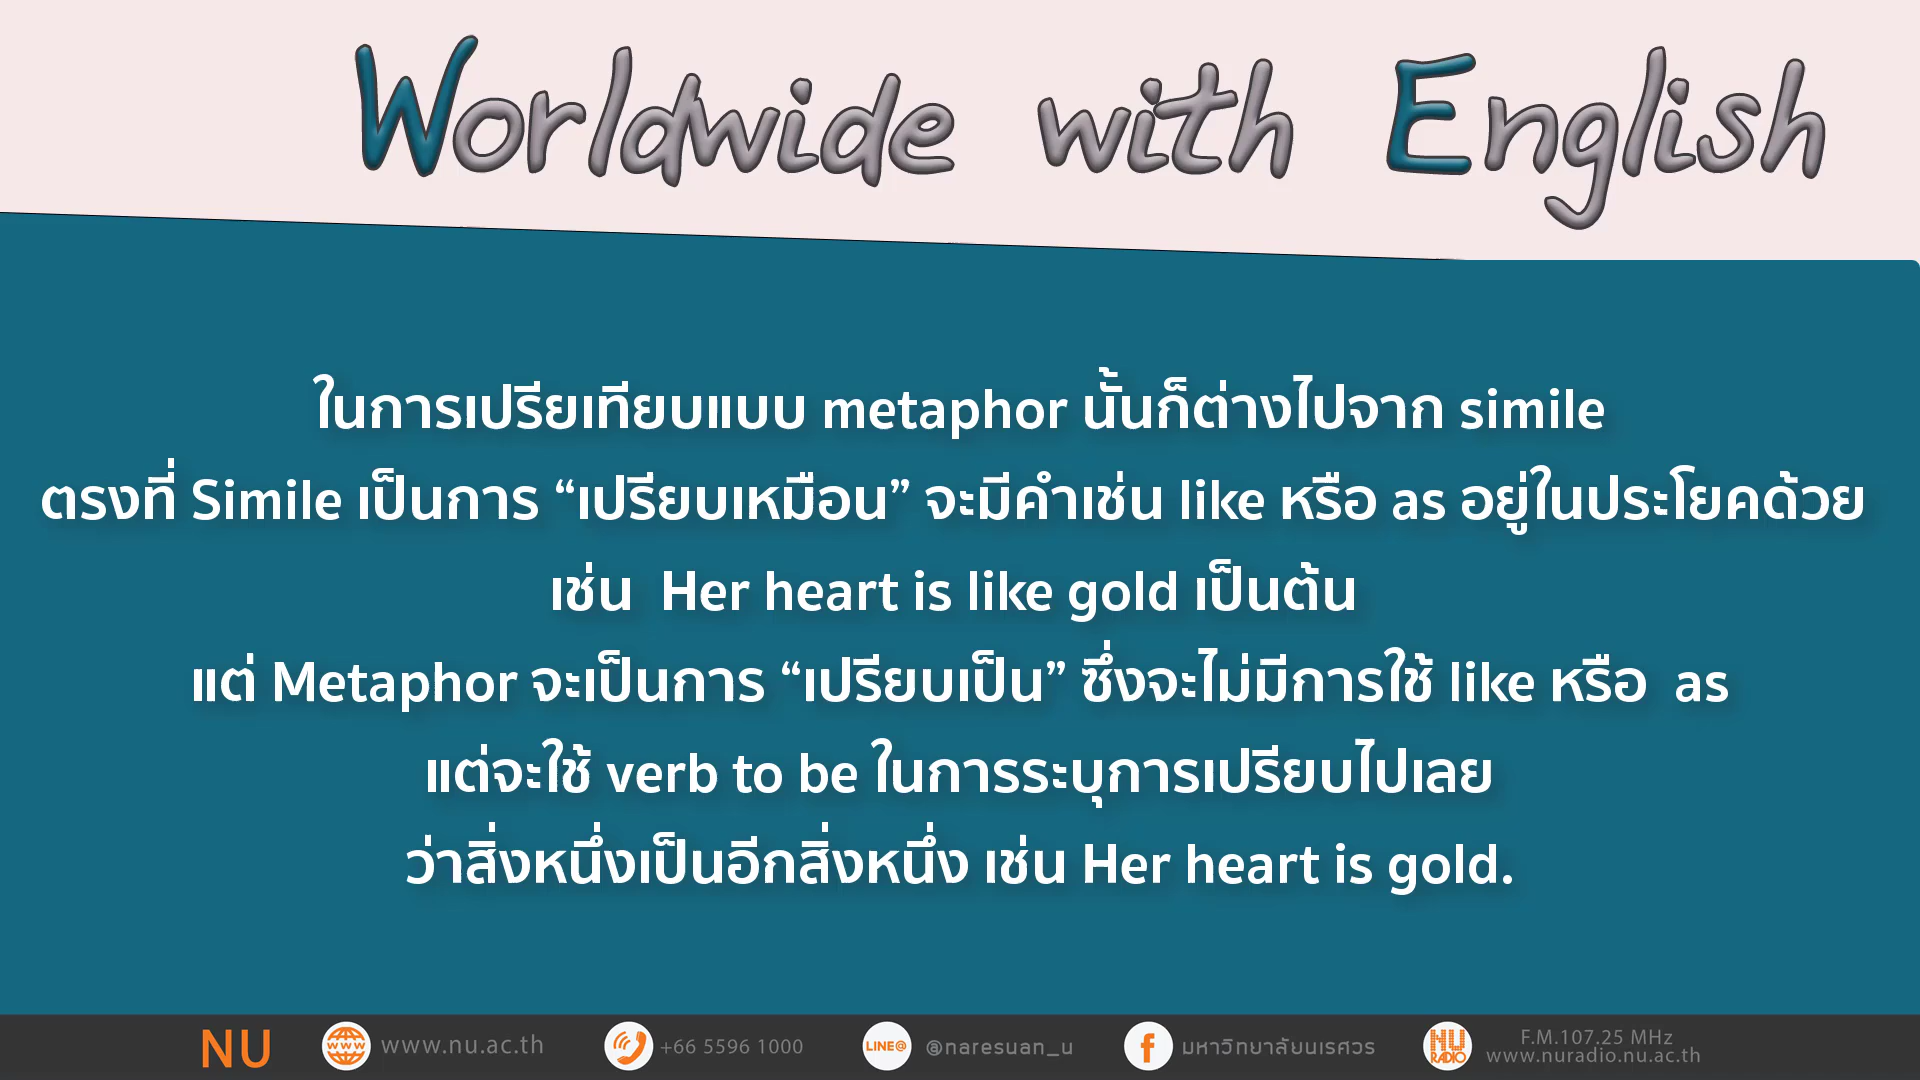 Worldwide with English
ในการเปรียเทียบแบบ metaphor นั้นก็ต่างไปจาก simile
ตรงที่ Simile เป็นการ “เปรียบเหมือน” จะมีคำเช่น like หรือ as อยู่ในประโยคด้วย
เช่น Her heart is like gold เป็นต้น
แต่ Metaphor จะเป็นการ “เปรียบเป็น” ซึ่งจะไม่มีการใช้ like หรือ as
แต่จะใช้ verb to be ในการระบุการเปรียบไปเลย
ว่าสิ่งหนึ่งเป็นอีกสิ่งหนึ่ง เช่น Her heart is gold.
NU www www.nu.ac.th +66 5596 1000 LINE@ @naresuan_u f มหาวิทยาลัยนเรศวร NU RADIO F.M.107.25 MHz
www.nuradio.nu.ac.th